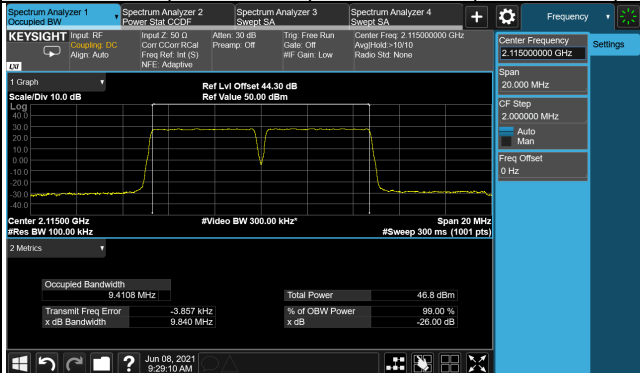 Spectrum Analyzer 1
Occupied BW
Spectrum Analyzer 2
Power Stat CCDF
Spectrum Analyzer 3
Swept SA
Spectrum Analyzer 4
Swept SA
Frequency
KEYSIGHT
Input: RF
Coupling: DC
Align: Auto
Input Z: 50 Ω
Corr CCorr RCal
Freq Ref: Int (S)
NFE: Adaptive
Atten: 30 dB
Preamp: Off
Trig: Free Run
Gate: Off
#IF Gain: Low
Center Freq: 2.115000000 GHz
Avg|Hold:>10/10
Radio Std: None
LXI
Center Frequency
2.115000000 GHz
Settings
Span
20.000 MHz
CF Step
2.000000 MHz
Auto
Man
Freq Offset
0 Hz
1 Graph
Scale/Div 10.0 dB
Ref Lvl Offset 44.30 dB
Ref Value 50.00 dBm
Log
40.0
30.0
20.0
10.0
0.00
-10.0
-20.0
-30.0
-40.0
Center 2.11500 GHz
#Video BW 300.00 kHz*
Span 20 MHz
#Res BW 100.00 kHz
#Sweep 300 ms (1001 pts)
2 Metrics
Occupied Bandwidth
9.4108 MHz
Total Power 46.8 dBm
Transmit Freq Error -3.857 kHz
% of OBW Power 99.00 %
x dB Bandwidth 9.840 MHz
x dB -26.00 dB
?
Jun 08, 2021
9:29:10 AM